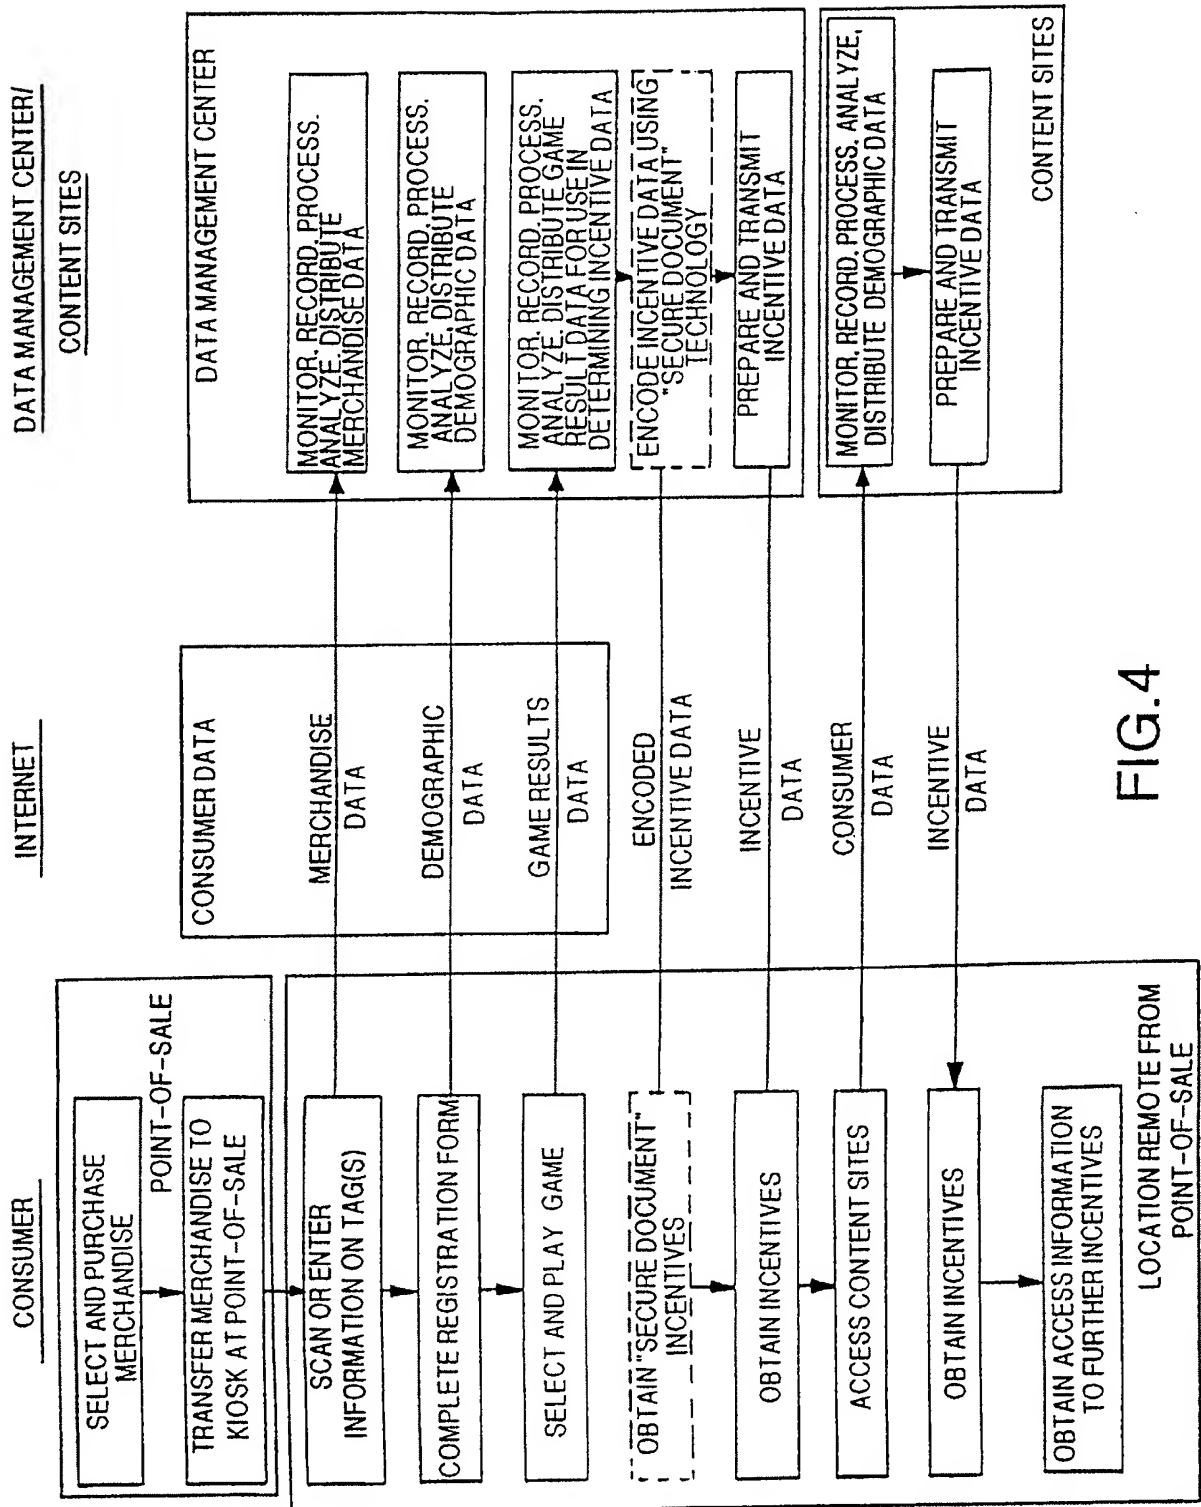 CONSUMER
INTERNET
DATA MANAGEMENT CENTER/
CONTENT SITES
SELECT AND PURCHASE
MERCHANDISE
POINT-OF-SALE
TRANSFER MERCHANDISE TO
KIOSK AT POINT-OF-SALE
SCAN OR ENTER
INFORMATION ON TAG(S)
COMPLETE REGISTRATION FORM
SELECT AND PLAY GAME
OBTAIN "SECURE DOCUMENT"
INCENTIVES
OBTAIN INCENTIVES
ACCESS CONTENT SITES
OBTAIN INCENTIVES
OBTAIN ACCESS INFORMATION
TO FURTHER INCENTIVES
LOCATION REMOTE FROM
POINT-OF-SALE
CONSUMER DATA
MERCHANDISE
DATA
DEMOGRAPHIC
DATA
GAME RESULTS
DATA
ENCODED
INCENTIVE DATA
INCENTIVE
DATA
CONSUMER
DATA
INCENTIVE
DATA
DATA MANAGEMENT CENTER
MONITOR, RECORD, PROCESS,
ANALYZE, DISTRIBUTE
MERCHANDISE DATA
MONITOR, RECORD, PROCESS,
ANALYZE, DISTRIBUTE
DEMOGRAPHIC DATA
MONITOR, RECORD, PROCESS,
ANALYZE, DISTRIBUTE GAME
RESULT DATA FOR USE IN
DETERMINING INCENTIVE DATA
ENCODE INCENTIVE DATA USING
"SECURE DOCUMENT"
TECHNOLOGY
PREPARE AND TRANSMIT
INCENTIVE DATA
MONITOR, RECORD, PROCESS, ANALYZE,
DISTRIBUTE DEMOGRAPHIC DATA
PREPARE AND TRANSMIT
INCENTIVE DATA
CONTENT SITES
FIG.4